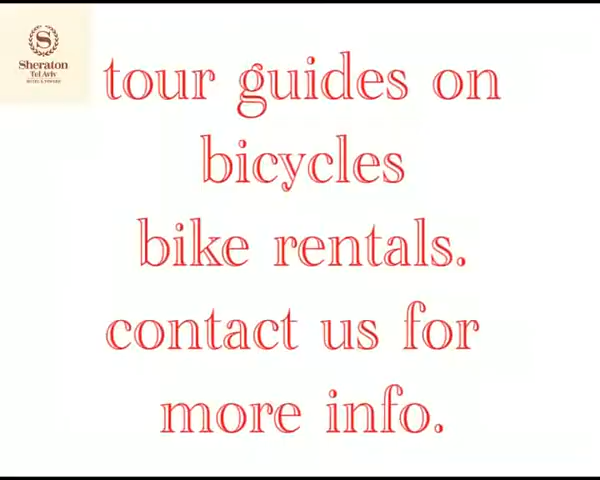 S
Sheraton
Tel Aviv
tour guides on
bicycles
bike rentals.
contact us for
more info.